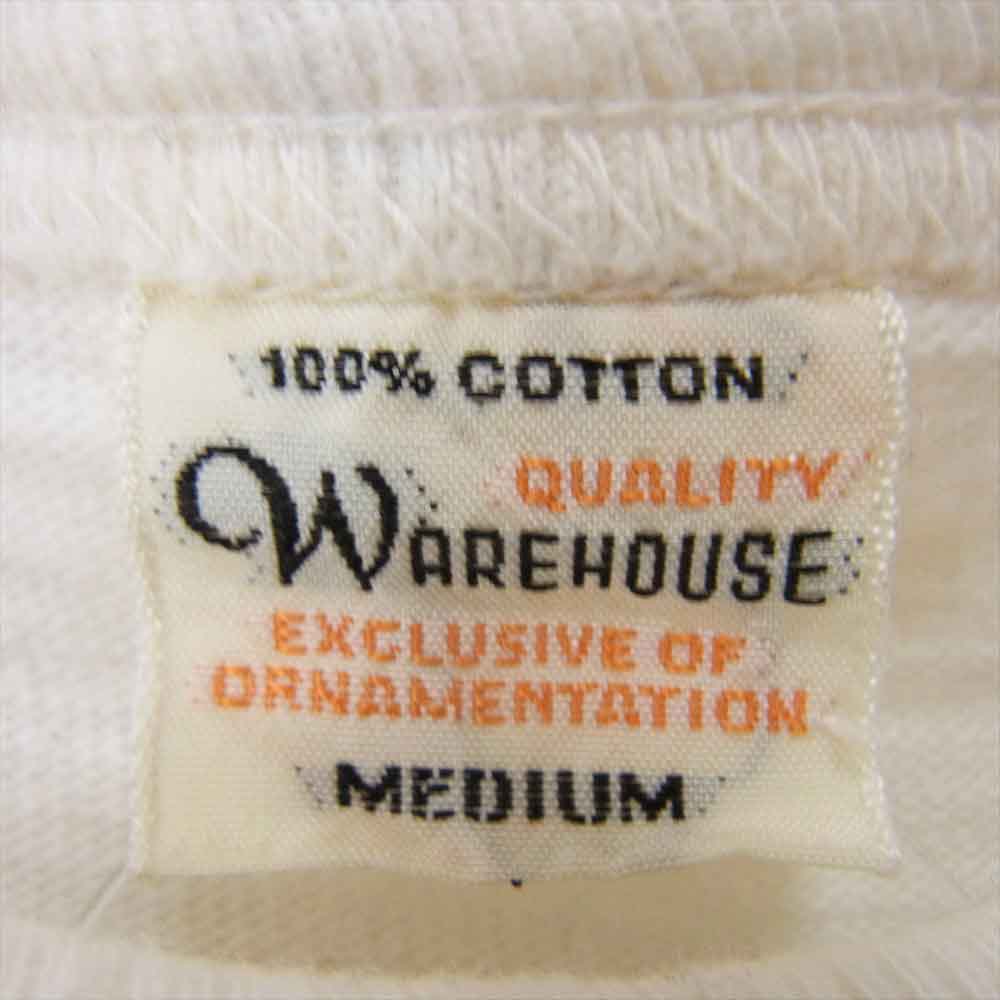 100% COTTON
QUALITY
WAREHOUSE
EXCLUSIVE OF
ORNAMENTATION
MEDIUM